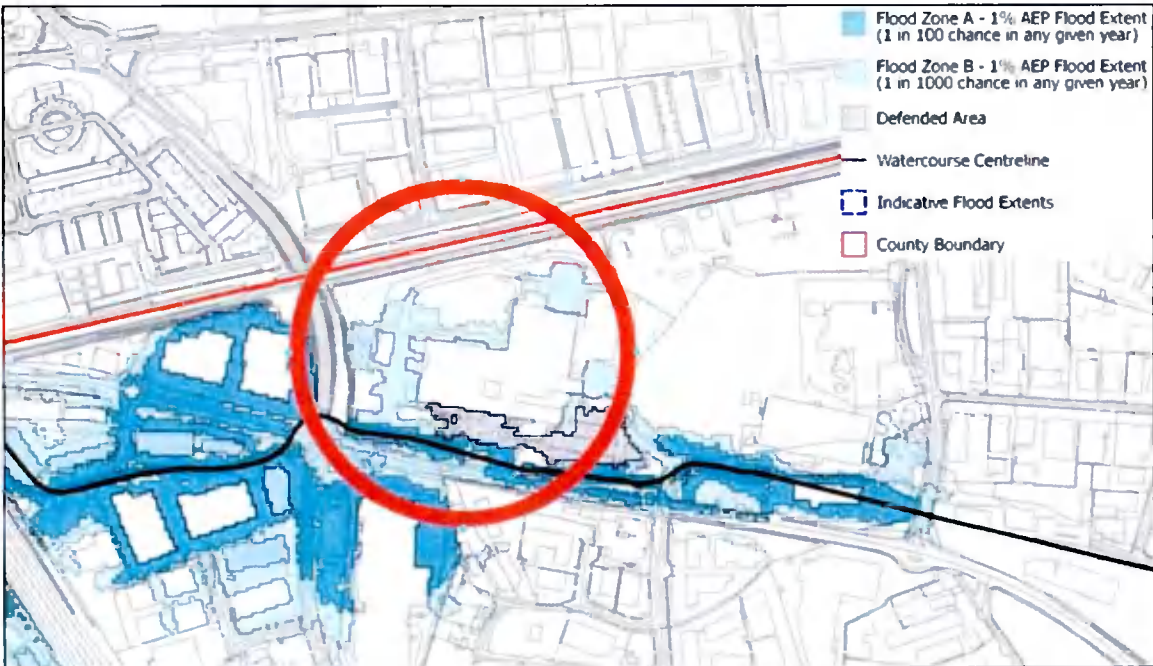 Flood Zone A - 1% AEP Flood Extent
(1 in 100 chance in any given year)
Flood Zone B - 1% AEP Flood Extent
(1 in 1000 chance in any given year)
Defended Area
Watercourse Centreline
Indicative Flood Extents
County Boundary